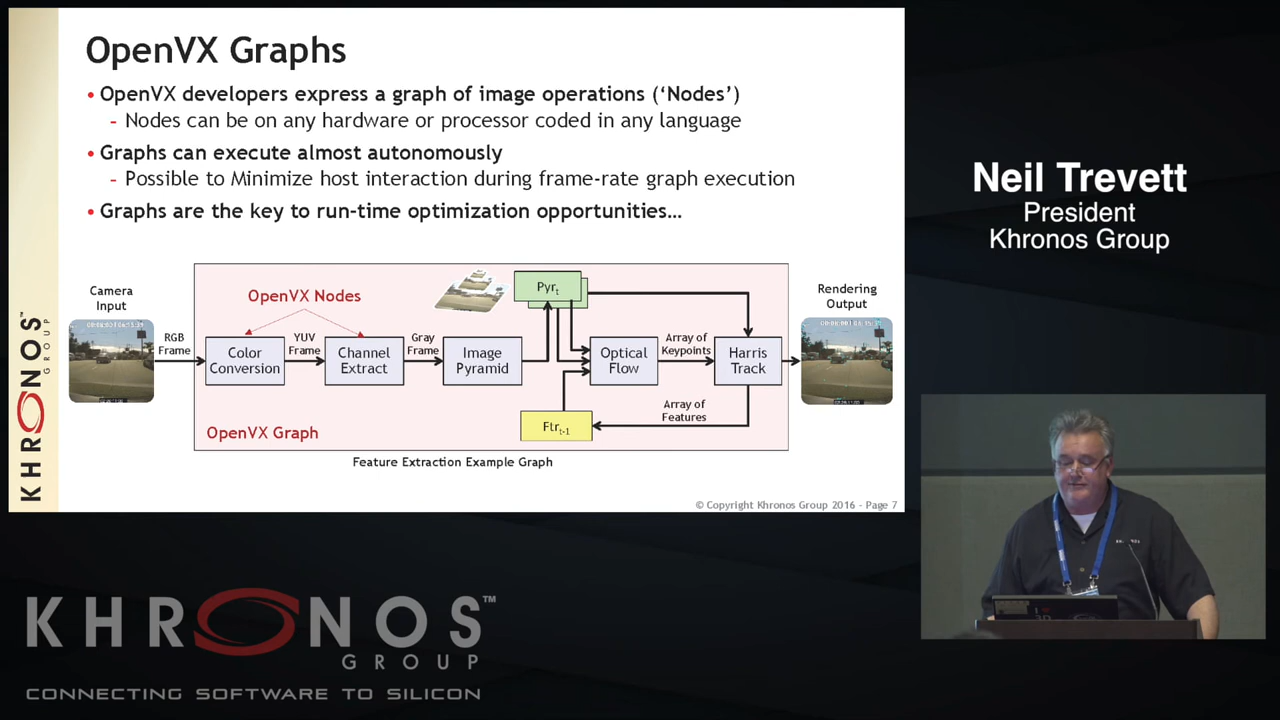 OpenVX Graphs
• OpenVX developers express a graph of image operations (‘Nodes’)
- Nodes can be on any hardware or processor coded in any language
• Graphs can execute almost autonomously
- Possible to Minimize host interaction during frame-rate graph execution
• Graphs are the key to run-time optimization opportunities…
Camera
Input
RGB
Frame
OpenVX Nodes
Color
Conversion
YUV
Frame
Channel
Extract
Gray
Frame
Image
Pyramid
Pyrt
Optical
Flow
Array of
Keypoints
Harris
Track
Rendering
Output
Array of
Features
Ftrt-1
OpenVX Graph
Feature Extraction Example Graph
© Copyright Khronos Group 2016 - Page 7
KHRONOS™
GROUP
Neil Trevett
President
Khronos Group
KHRONOS™
GROUP
CONNECTING SOFTWARE TO SILICON